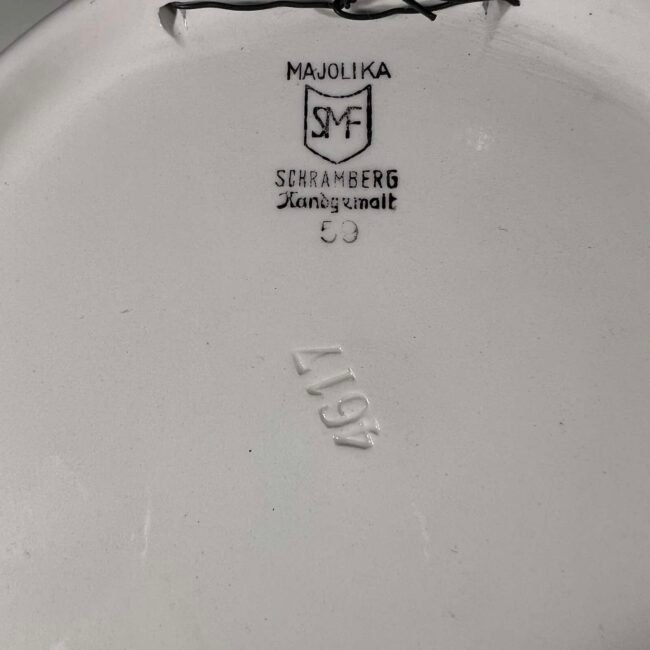 MAJOLIKA
SMF
SCHRAMBERG
Handgemalt
59
4617